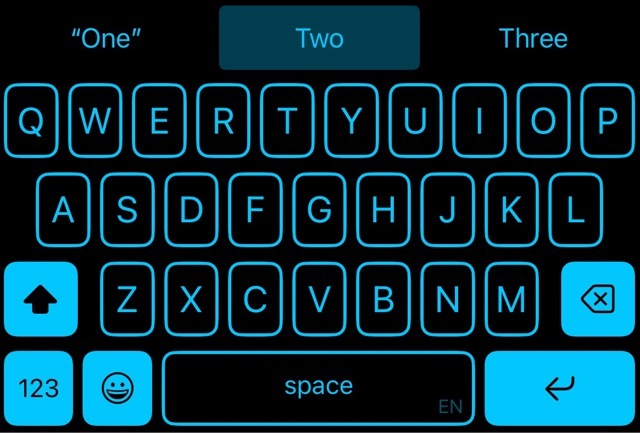 “One” Two Three
Q W E R T Y U I O P
A S D F G H J K L
Z X C V B N M
123 space EN